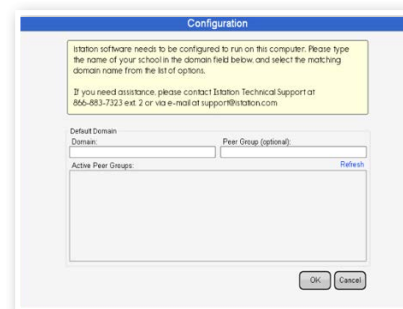 Configuration
Istation software needs to be configured to run on this computer. Please type
the name of your school in the domain field below, and select the matching
domain name from the list of options.
If you need assistance, please contact Istation Technical Support at
866-883-7323 ext. 2 or via e-mail at support@istation.com
Default Domain
Domain: Peer Group (optional):
Active Peer Groups: Refresh
OK Cancel